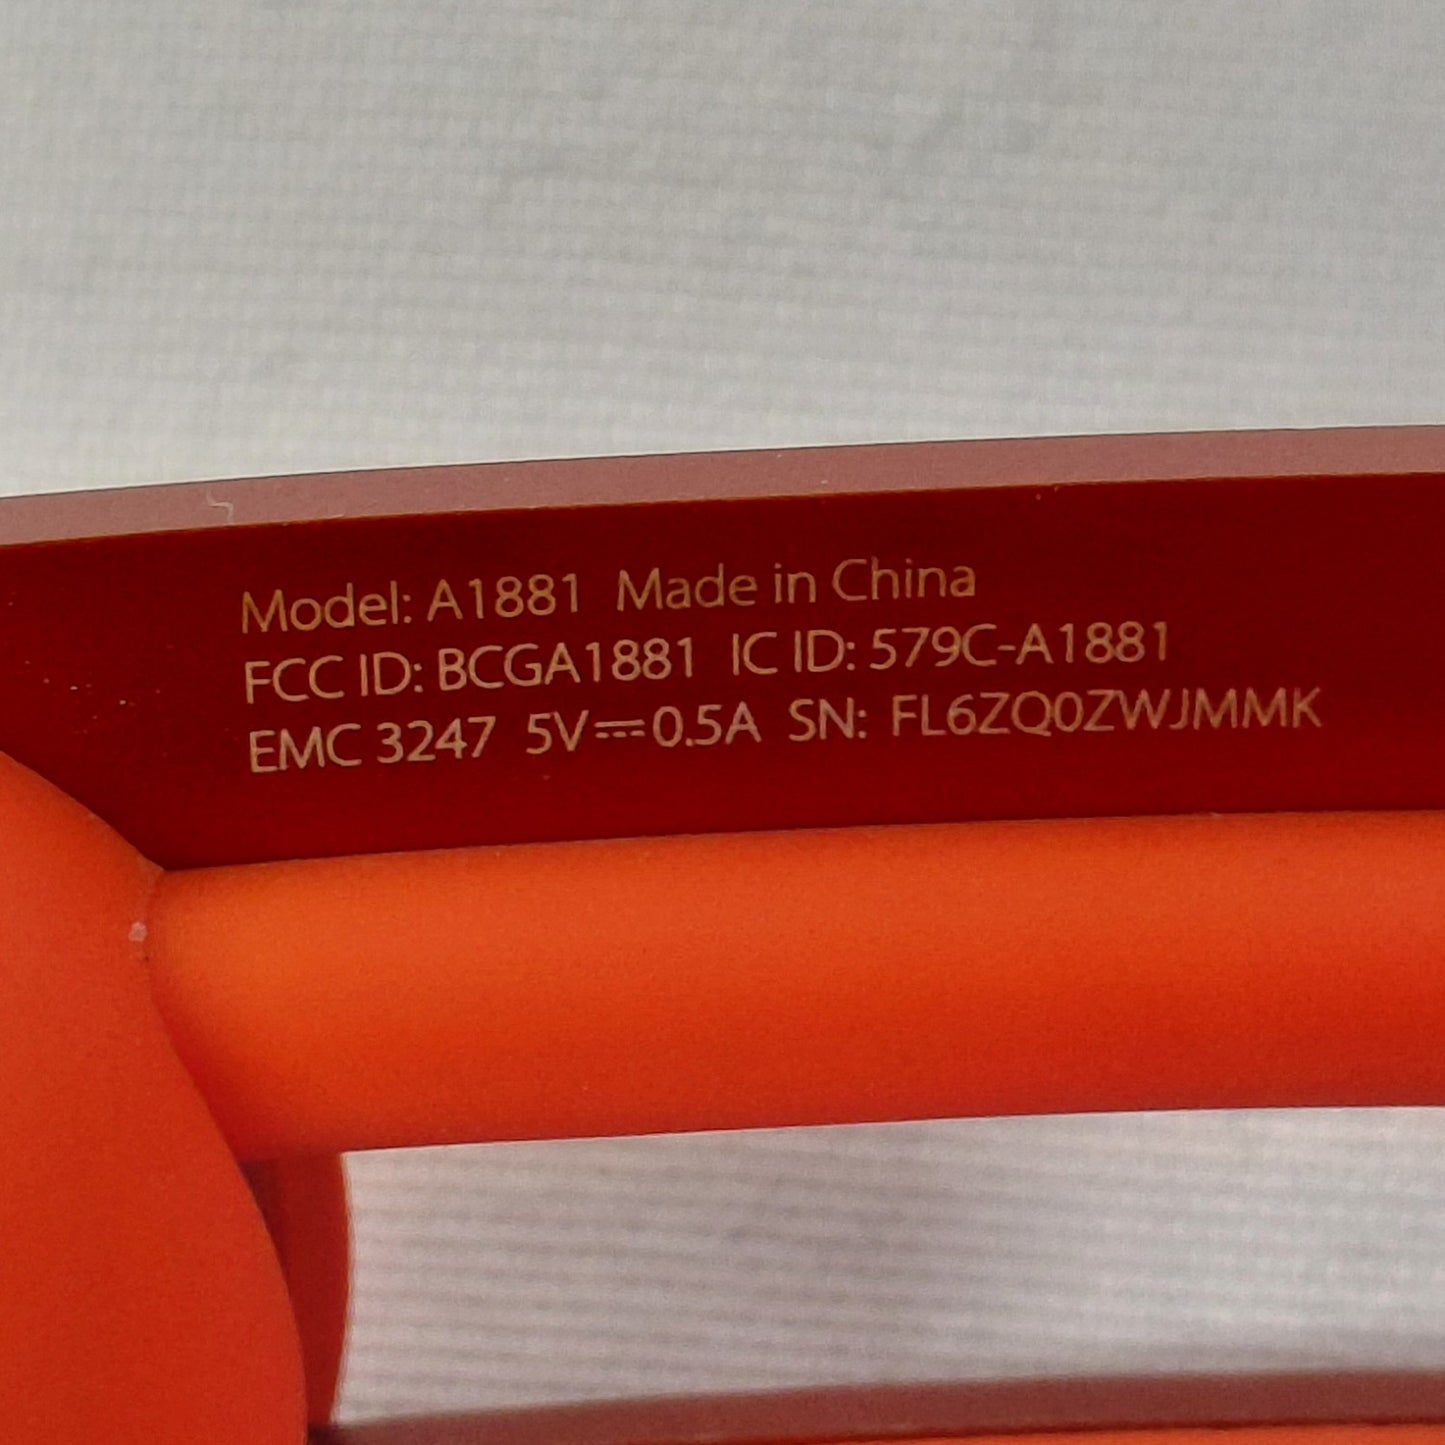 Model: A1881 Made in China
FCC ID: BCGA1881 IC ID: 579C-A1881
EMC 3247 5V⎓0.5A SN: FL6ZQ0ZWJMMK